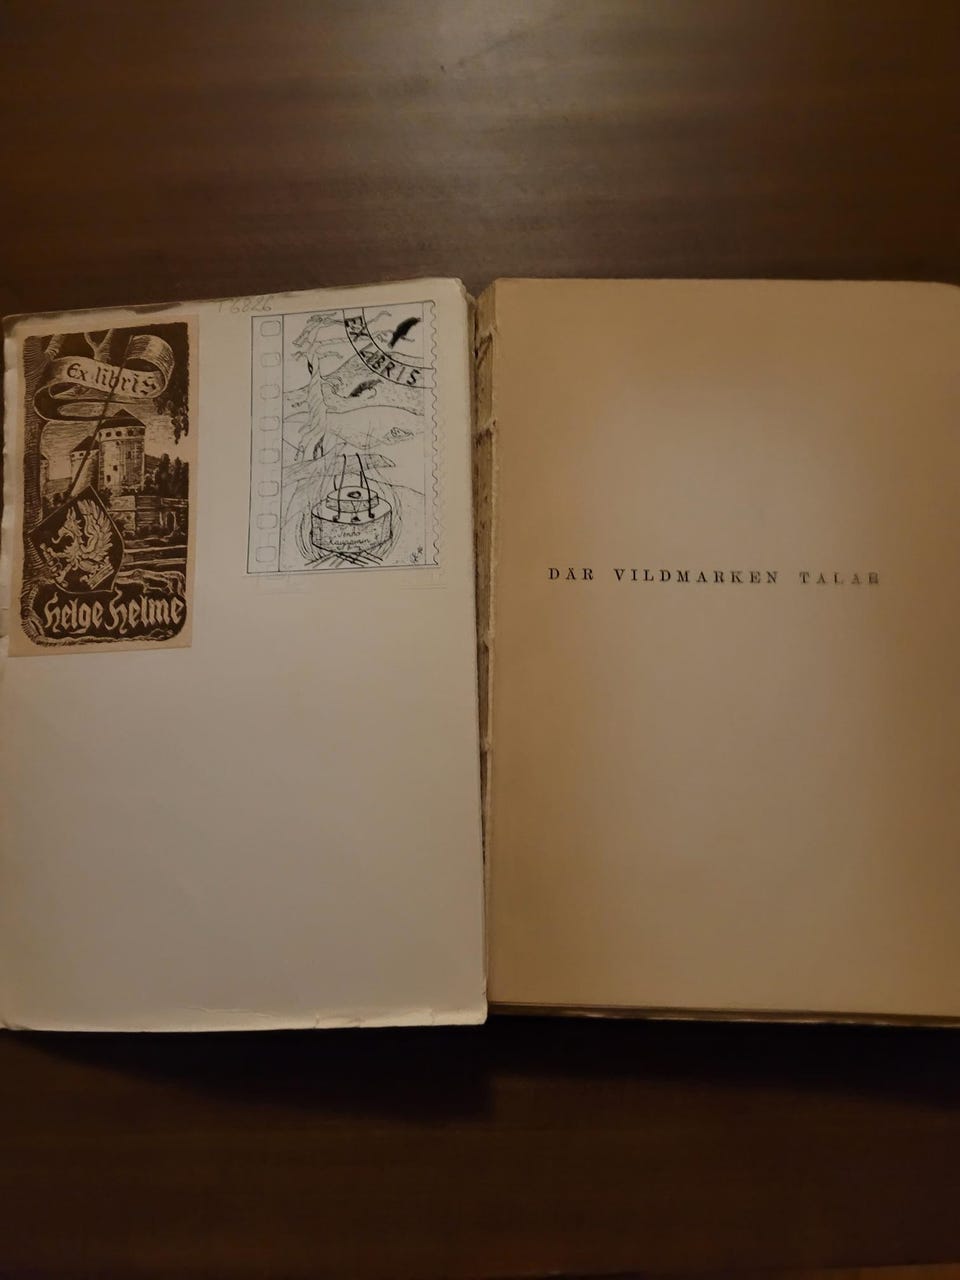 Ex libris
Helge Helme
EX LIBRIS
DÄR VILDMARKEN TALAR